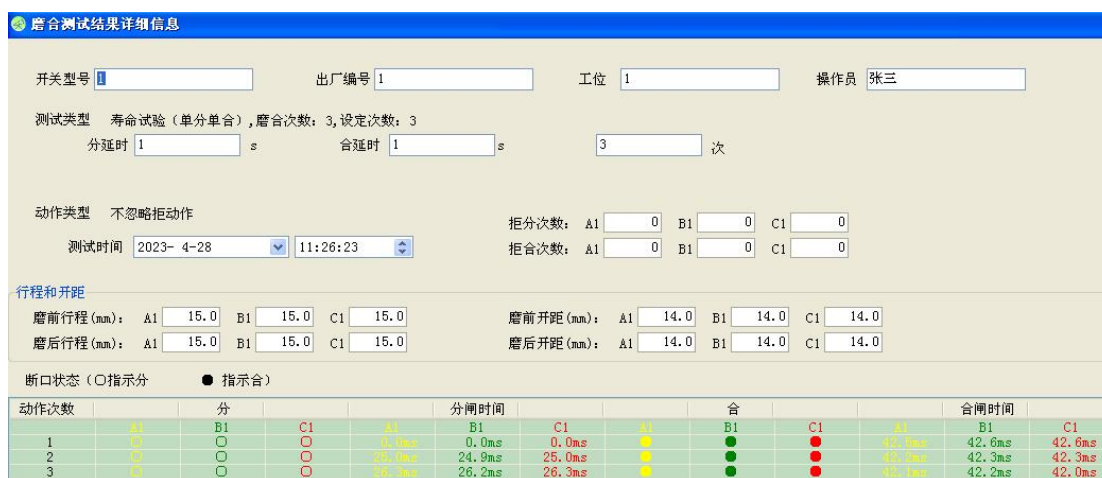 磨合测试结果详细信息
开关型号 1 出厂编号 1 工位 1 操作员 张三
测试类型 寿命试验（单分单合）,磨合次数: 3,设定次数: 3
分延时 1 s 合延时 1 s 3 次
动作类型 不忽略拒动作
拒分次数: A1 0 B1 0 C1 0
测试时间 2023- 4-28 11:26:23
拒合次数: A1 0 B1 0 C1 0
行程和开距
磨前行程(mm): A1 15.0 B1 15.0 C1 15.0 磨前开距(mm): A1 14.0 B1 14.0 C1 14.0
磨后行程(mm): A1 15.0 B1 15.0 C1 15.0 磨后开距(mm): A1 14.0 B1 14.0 C1 14.0
断口状态（○指示分 ● 指示合）
动作次数 分 分闸时间 合 合闸时间
A1 B1 C1 A1 B1 C1 A1 B1 C1 A1 B1 C1
1 0.0ms 0.0ms 0.0ms 42.6ms 42.6ms
2 25.0ms 24.9ms 25.0ms 42.2ms 42.3ms 42.3ms
3 26.3ms 26.2ms 26.3ms 42.1ms 42.2ms 42.0ms